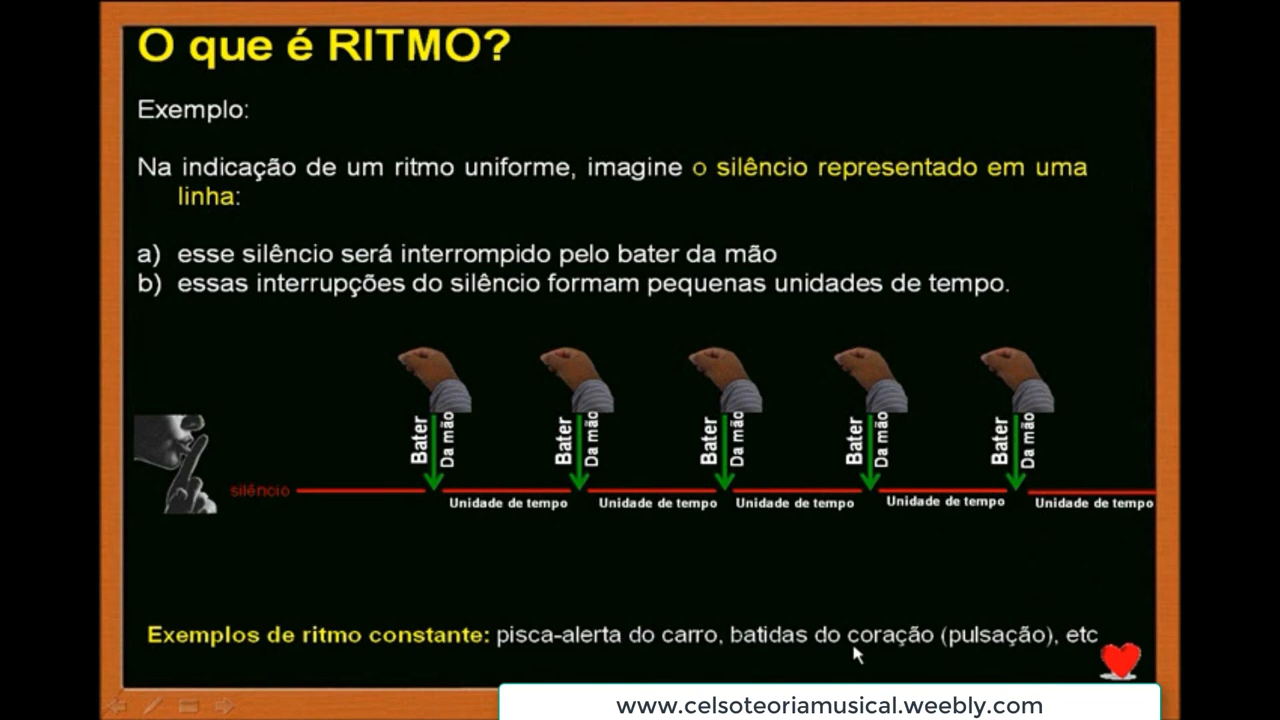 O que é RITMO?
Exemplo:
Na indicação de um ritmo uniforme, imagine o silêncio representado em uma
linha:
a) esse silêncio será interrompido pelo bater da mão
b) essas interrupções do silêncio formam pequenas unidades de tempo.
Bater Da mão Bater Da mão Bater Da mão Bater Da mão Bater Da mão
silêncio
Unidade de tempo Unidade de tempo Unidade de tempo Unidade de tempo Unidade de tempo
Exemplos de ritmo constante: pisca-alerta do carro, batidas do coração (pulsação), etc
www.celsoteoriamusical.weebly.com